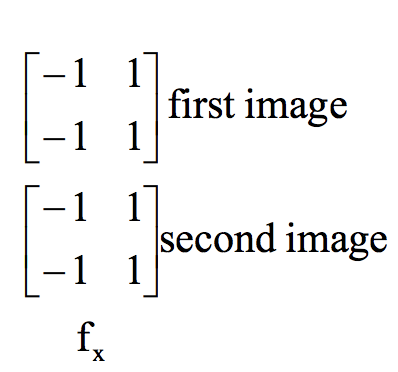 -1 1
-1 1 first image
-1 1
-1 1 second image
fx